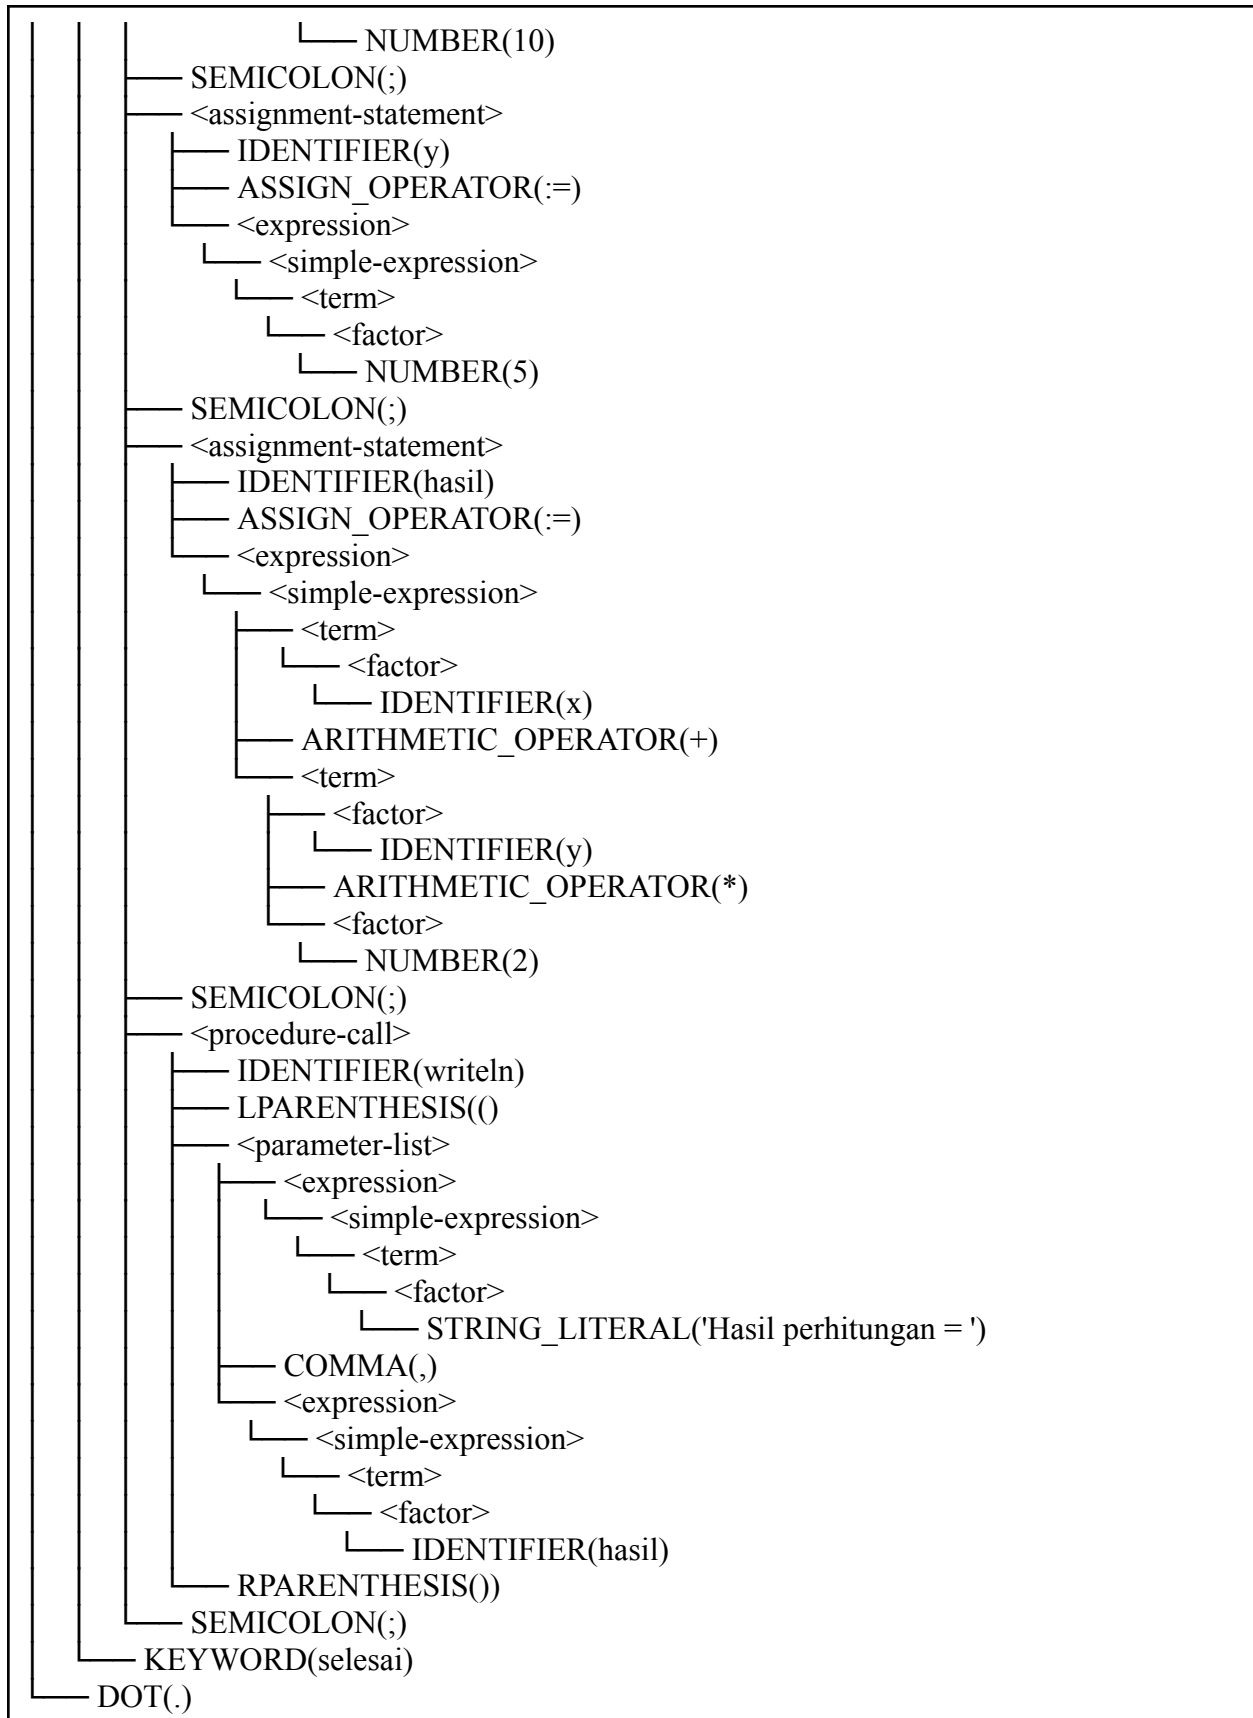 NUMBER(10)
SEMICOLON(;)
<assignment-statement>
IDENTIFIER(y)
ASSIGN_OPERATOR(:=)
<expression>
<simple-expression>
<term>
<factor>
NUMBER(5)
SEMICOLON(;)
<assignment-statement>
IDENTIFIER(hasil)
ASSIGN_OPERATOR(:=)
<expression>
<simple-expression>
<term>
<factor>
IDENTIFIER(x)
ARITHMETIC_OPERATOR(+)
<term>
<factor>
IDENTIFIER(y)
ARITHMETIC_OPERATOR(*)
<factor>
NUMBER(2)
SEMICOLON(;)
<procedure-call>
IDENTIFIER(writeln)
LPARENTHESIS(()
<parameter-list>
<expression>
<simple-expression>
<term>
<factor>
STRING_LITERAL('Hasil perhitungan = ')
COMMA(,)
<expression>
<simple-expression>
<term>
<factor>
IDENTIFIER(hasil)
RPARENTHESIS())
SEMICOLON(;)
KEYWORD(selesai)
DOT(.)